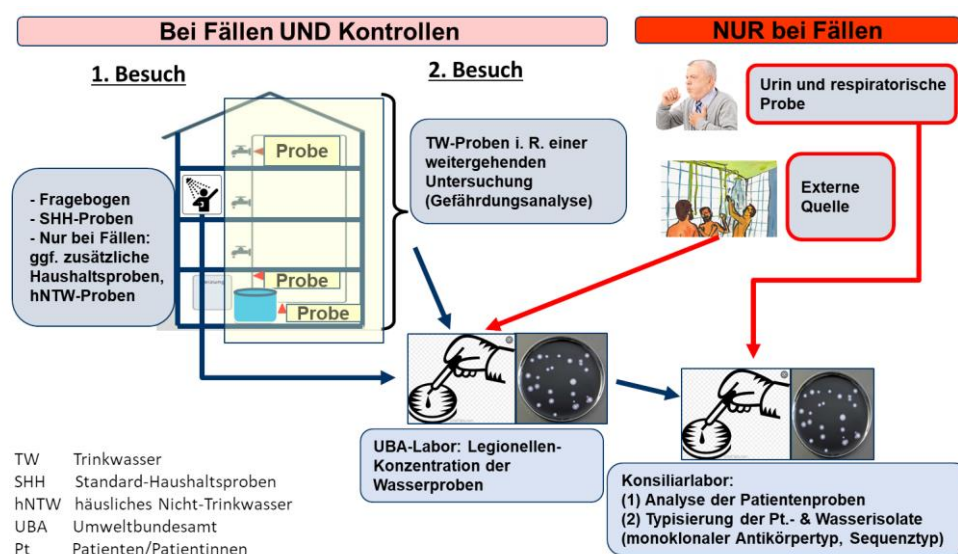 Bei Fällen UND Kontrollen
NUR bei Fällen
1. Besuch
2. Besuch
Probe
Probe
Probe
- Fragebogen
- SHH-Proben
- Nur bei Fällen:
ggf. zusätzliche
Haushaltsproben,
hNTW-Proben
TW-Proben i. R. einer
weitergehenden
Untersuchung
(Gefährdungsanalyse)
Urin und respiratorische
Probe
Externe
Quelle
UBA-Labor: Legionellen-
Konzentration der
Wasserproben
Konsiliarlabor:
(1) Analyse der Patientenproben
(2) Typisierung der Pt.- & Wasserisolate
(monoklonaler Antikörpertyp, Sequenztyp)
TW Trinkwasser
SHH Standard-Haushaltsproben
hNTW häusliches Nicht-Trinkwasser
UBA Umweltbundesamt
Pt Patienten/Patientinnen